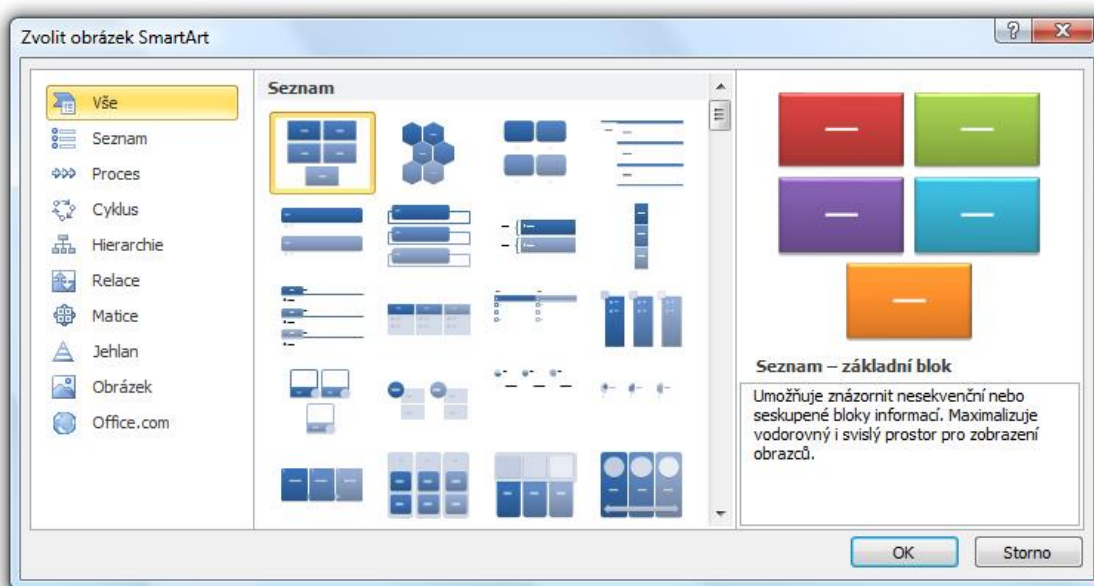 Zvolit obrázek SmartArt
Vše
Seznam
Proces
Cyklus
Hierarchie
Relace
Matice
Jehlan
Obrázek
Office.com
Seznam
Seznam – základní blok
Umožňuje znázornit nesekvenční nebo
seskupené bloky informací. Maximalizuje
vodorovný i svislý prostor pro zobrazení
obrazců.
OK
Storno